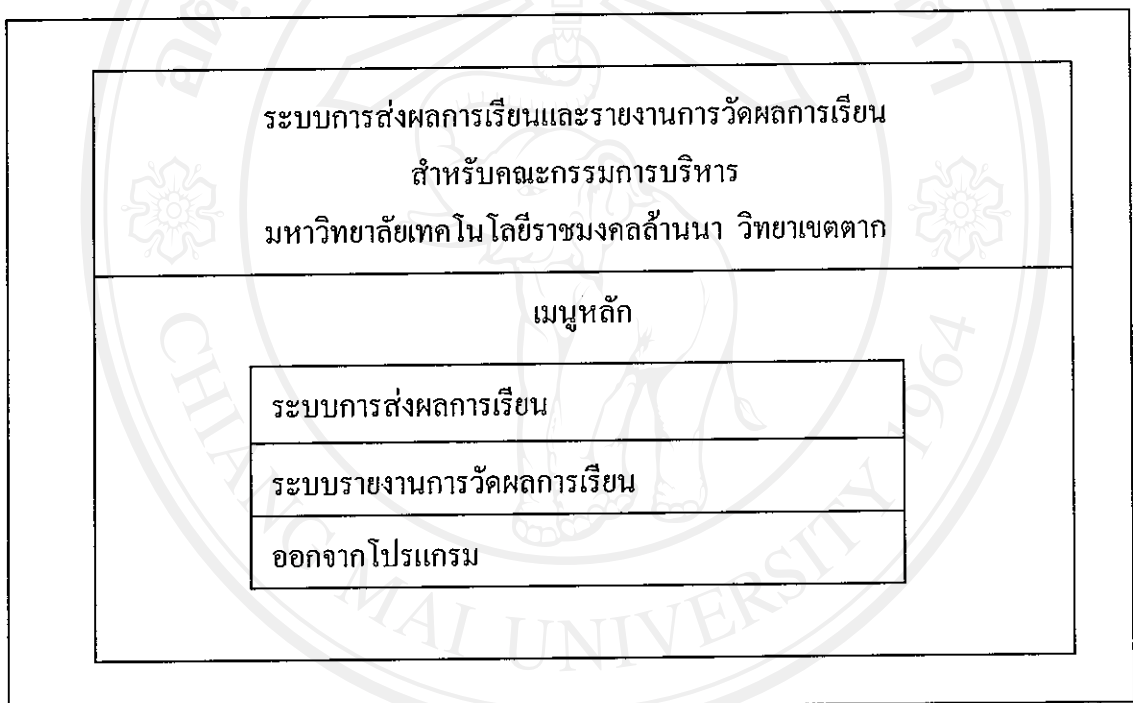 ระบบการส่งผลการเรียนและรายงานการวัดผลการเรียน
สำหรับคณะกรรมการบริหาร
มหาวิทยาลัยเทคโนโลยีราชมงคลล้านนา วิทยาเขตตาก
เมนูหลัก
ระบบการส่งผลการเรียน
ระบบรายงานการวัดผลการเรียน
ออกจากโปรแกรม
CHIANG MAI UNIVERSITY 1964